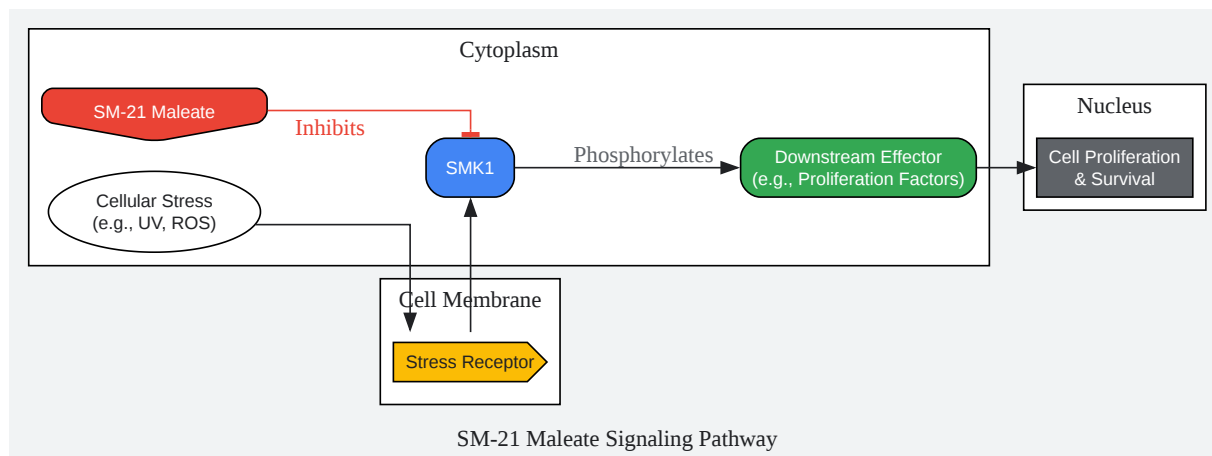 Cytoplasm
SM-21 Maleate
Inhibits
SMK1
Phosphorylates
Downstream Effector
(e.g., Proliferation Factors)
Nucleus
Cell Proliferation
& Survival
Cellular Stress
(e.g., UV, ROS)
Cell Membrane
Stress Receptor
SM-21 Maleate Signaling Pathway